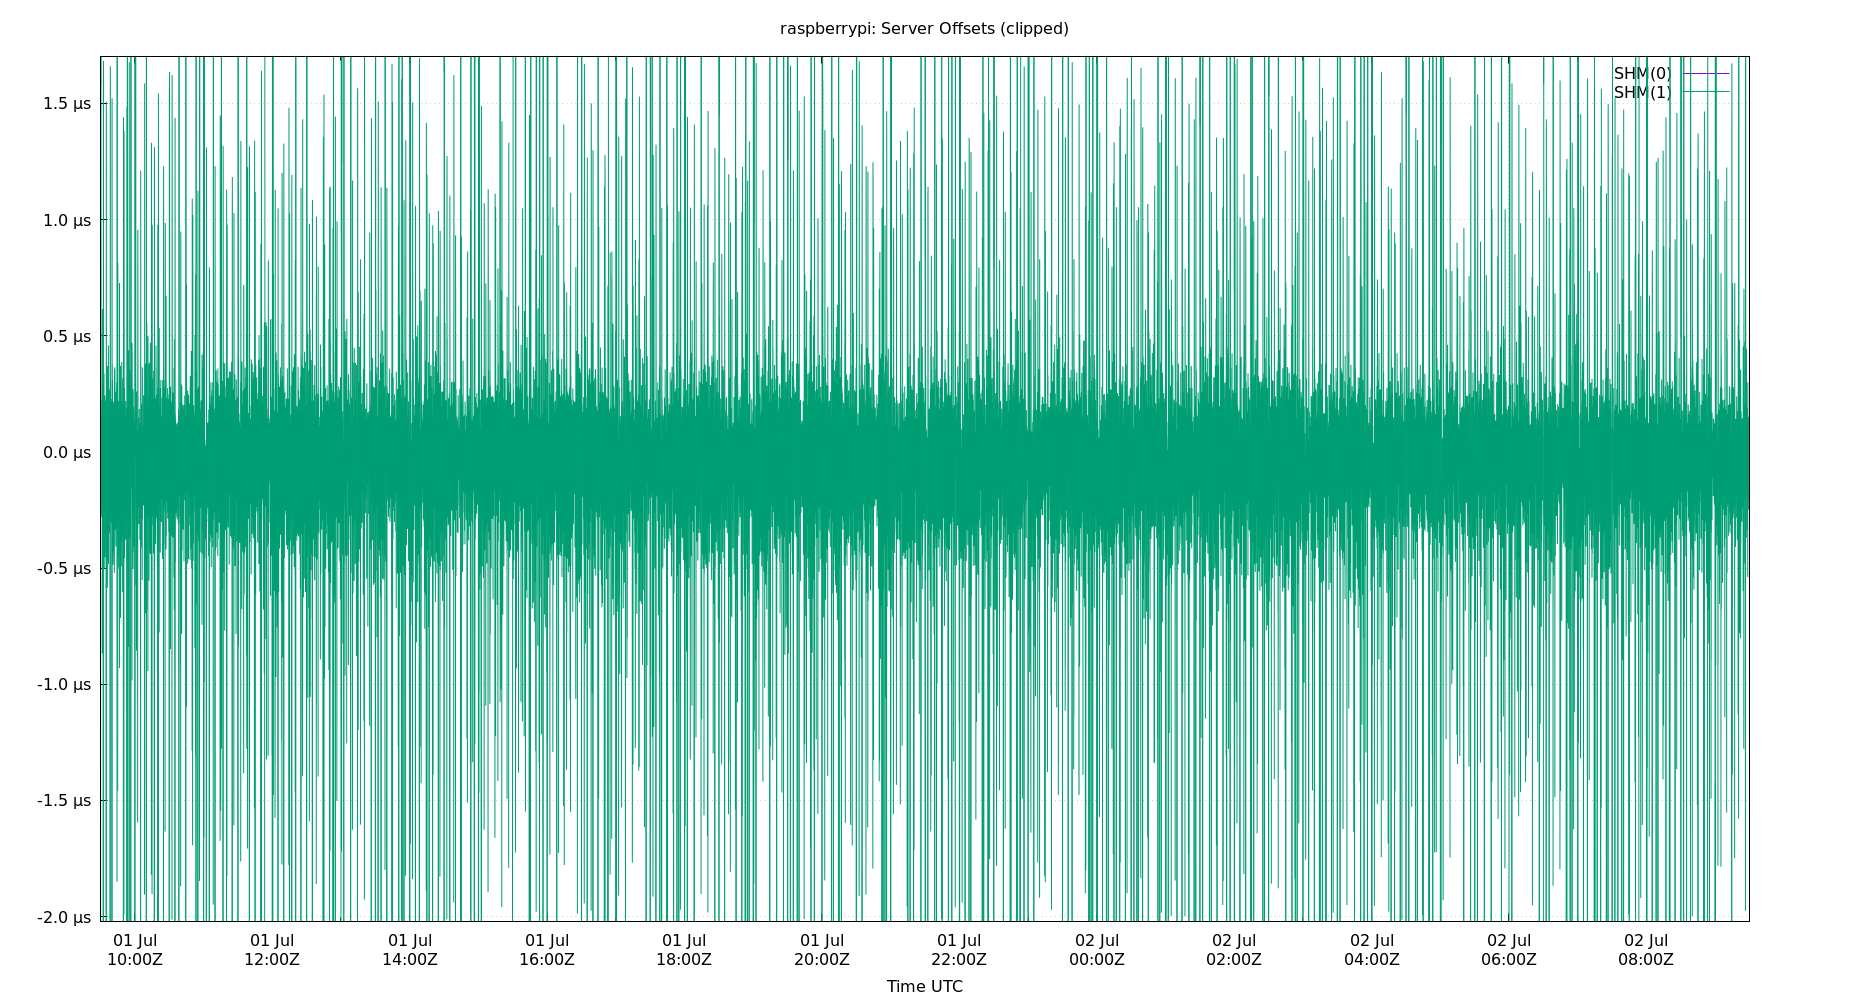 raspberrypi: Server Offsets (clipped)
SHM(0)
SHM(1)
1.5 µs
1.0 µs
0.5 µs
0.0 µs
-0.5 µs
-1.0 µs
-1.5 µs
-2.0 µs
01 Jul 01 Jul 01 Jul 01 Jul 01 Jul 01 Jul 01 Jul 02 Jul 02 Jul 02 Jul 02 Jul 02 Jul
10:00Z 12:00Z 14:00Z 16:00Z 18:00Z 20:00Z 22:00Z 00:00Z 02:00Z 04:00Z 06:00Z 08:00Z
Time UTC